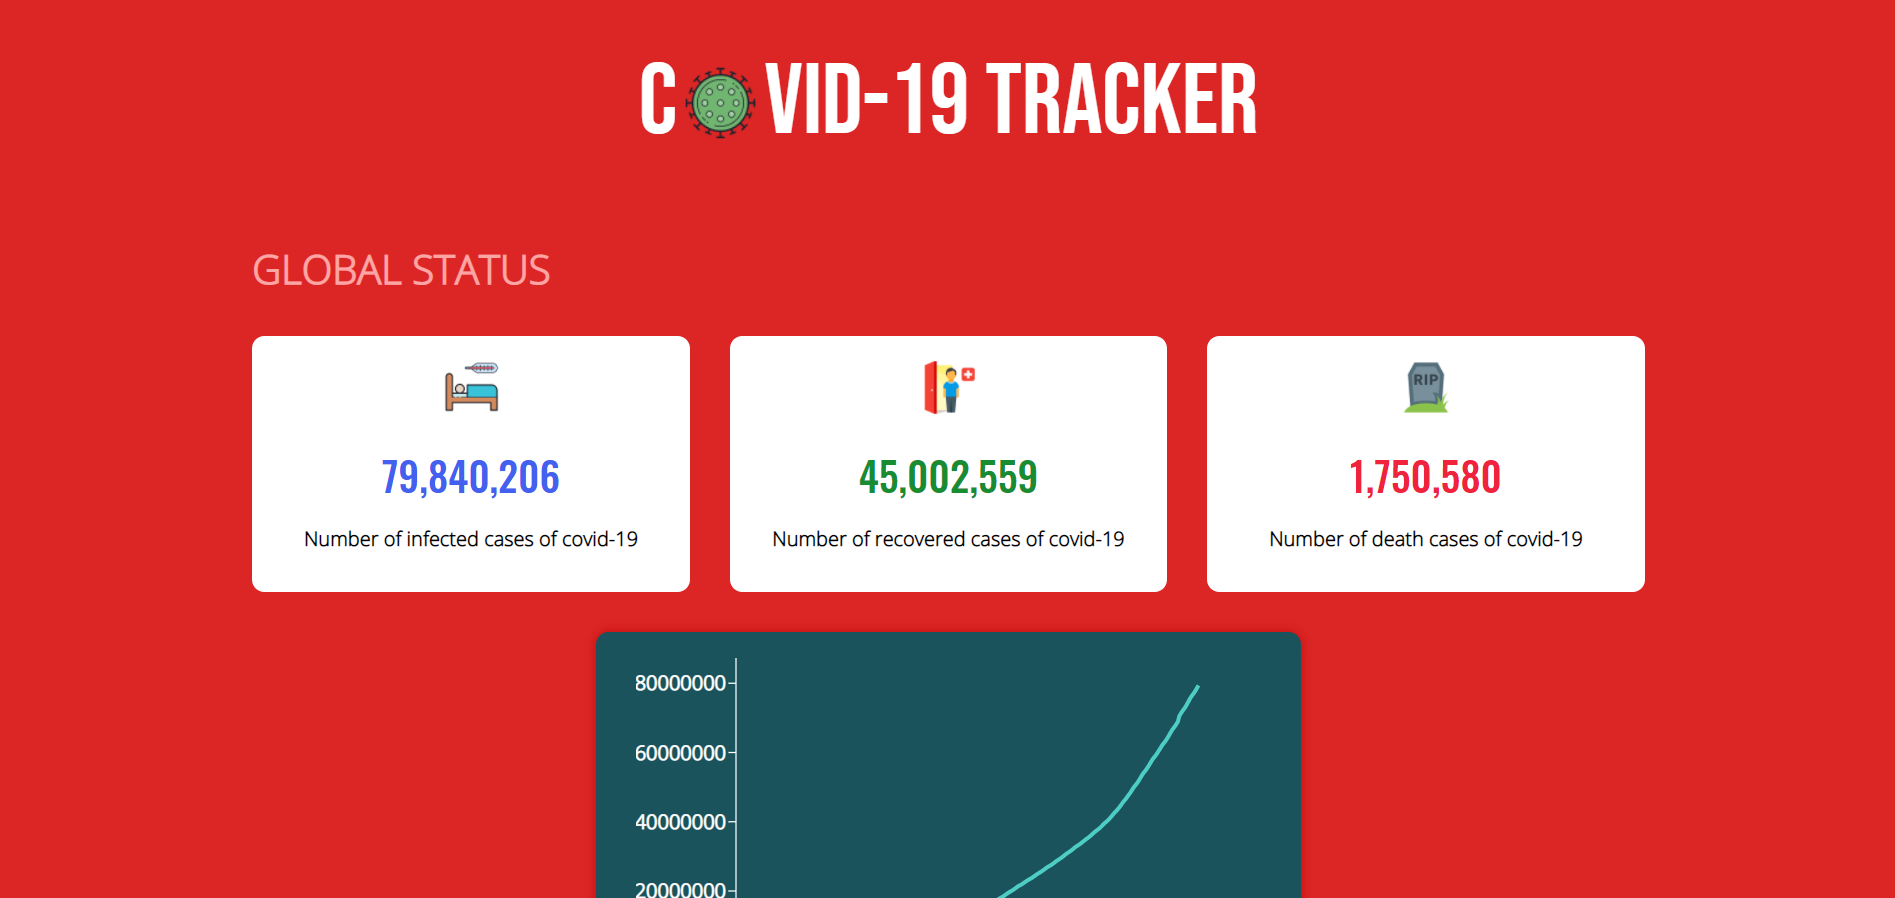 COVID-19 TRACKER
GLOBAL STATUS
RIP
79,840,206
45,002,559
1,750,580
Number of infected cases of covid-19
Number of recovered cases of covid-19
Number of death cases of covid-19
80000000
60000000
40000000
20000000